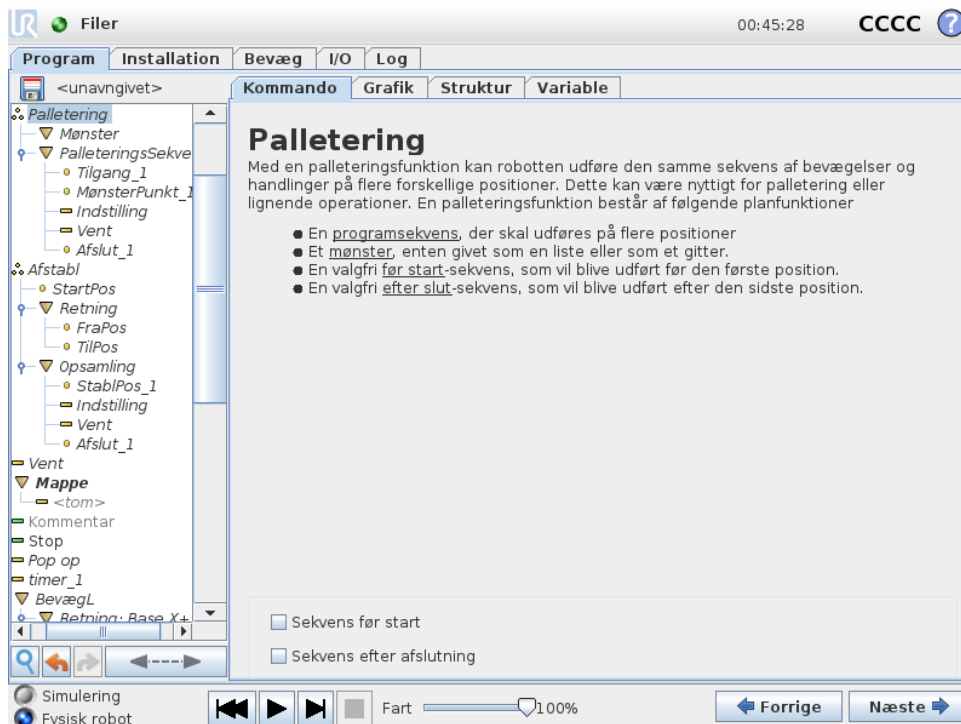 UR Filer 00:45:28 CCCC ?
Program Installation Bevæg I/O Log
<unavngivet>
Kommando Grafik Struktur Variable
Palletering
Mønster
PalleteringsSekve
Tilgang_1
MønsterPunkt_1
Indstilling
Vent
Afslut_1
Afstabl
StartPos
Retning
FraPos
TilPos
Opsamling
StablPos_1
Indstilling
Vent
Afslut_1
Vent
Mappe
<tom>
Kommentar
Stop
Pop op
timer_1
BevægL
Retning: Base X+
Palletering
Med en palleteringsfunktion kan robotten udføre den samme sekvens af bevægelser og
handlinger på flere forskellige positioner. Dette kan være nyttigt for palletering eller
lignende operationer. En palleteringsfunktion består af følgende planfunktioner
● En programsekvens, der skal udføres på flere positioner
● Et mønster, enten givet som en liste eller som et gitter.
● En valgfri før start-sekvens, som vil blive udført før den første position.
● En valgfri efter slut-sekvens, som vil blive udført efter den sidste position.
Sekvens før start
Sekvens efter afslutning
Simulering
Fysisk robot
Fart 100%
Forrige Næste